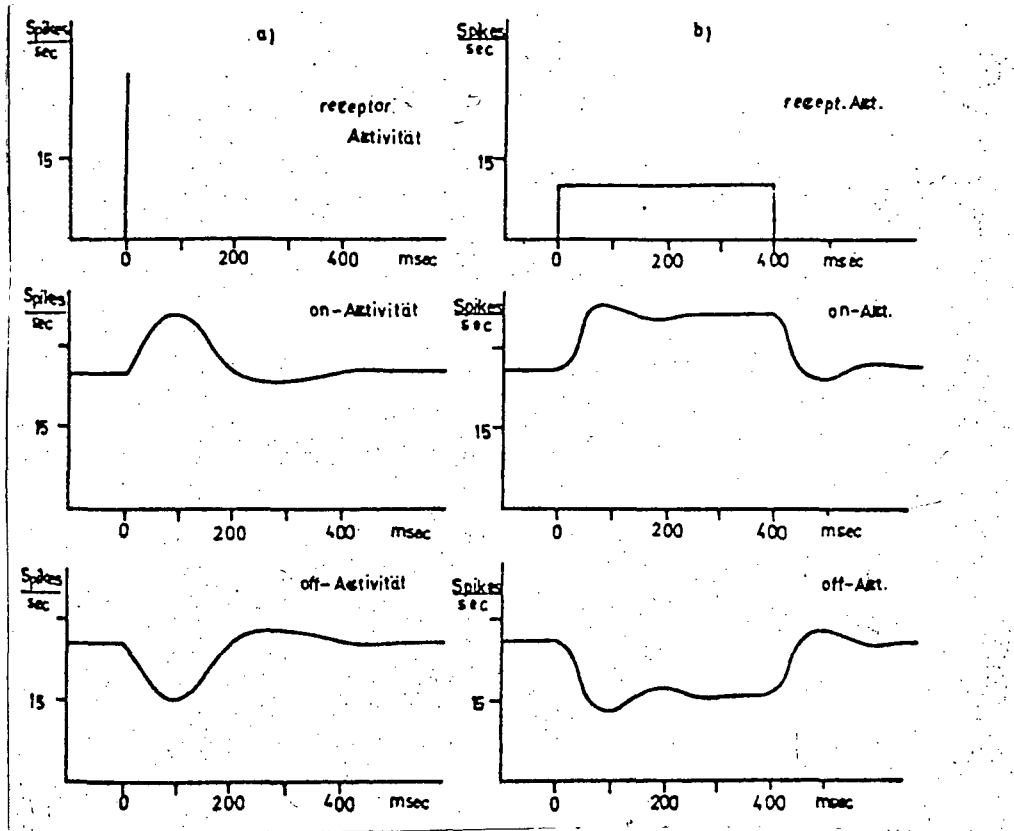 a)
Spikes
sec
receptor.
Aktivität
15
0 200 400 msec
b)
Spikes
sec
recept. Akt.
15
0 200 400 msec
Spikes
sec
on-Aktivität
15
0 200 400 msec
Spikes
sec
on-Akt.
15
0 200 400 msec
Spikes
sec
off-Aktivität
15
0 200 400 msec
Spikes
sec
off-Akt.
15
0 200 400 msec